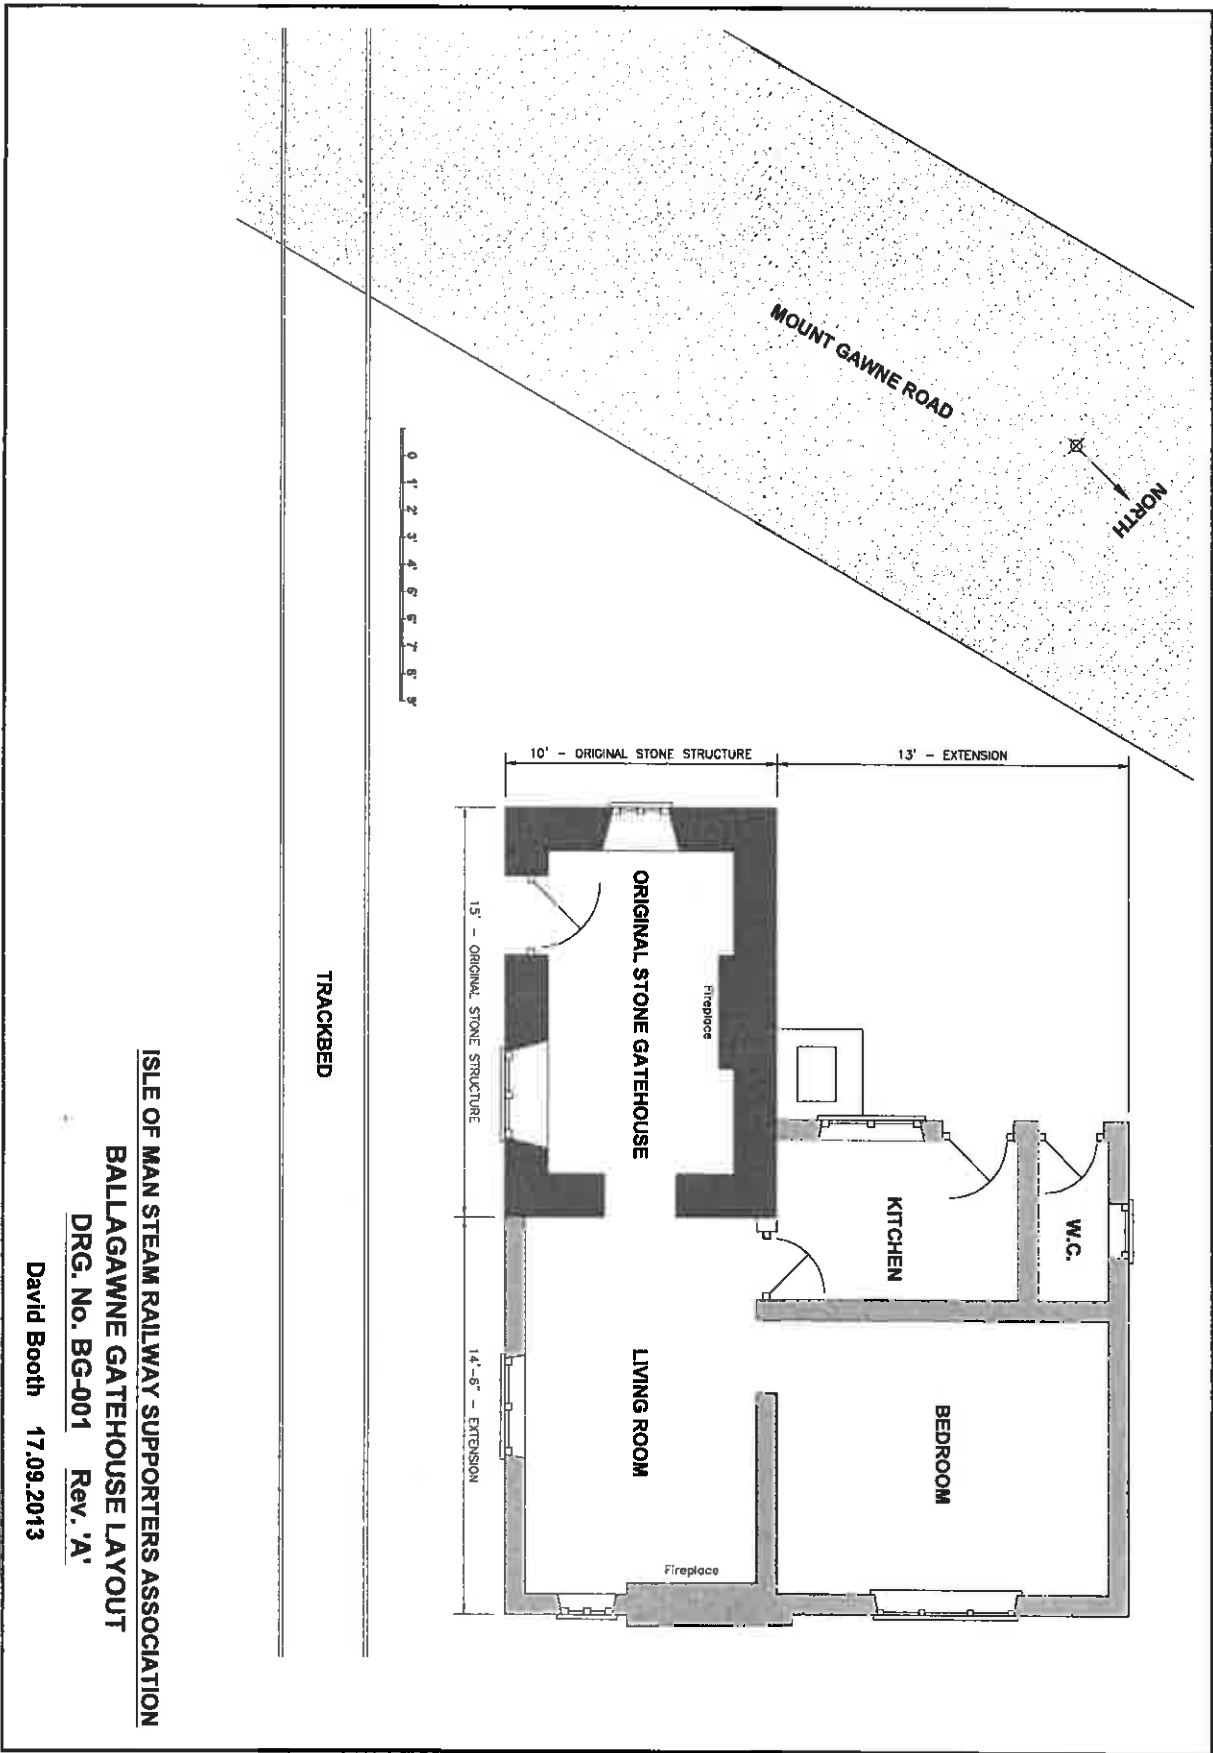 NORTH
MOUNT GAWNE ROAD
13' - EXTENSION
10' - ORIGINAL STONE STRUCTURE
W.C.
KITCHEN
BEDROOM
Fireplace
ORIGINAL STONE GATEHOUSE
LIVING ROOM
Fireplace
15' - ORIGINAL STONE STRUCTURE
14'-6" - EXTENSION
0 1' 2' 3' 4' 5' 6' 7' 8' 9'
TRACKBED
ISLE OF MAN STEAM RAILWAY SUPPORTERS ASSOCIATION
BALLAGAWNE GATEHOUSE LAYOUT
DRG. No. BG-001 Rev. 'A'
David Booth 17.09.2013